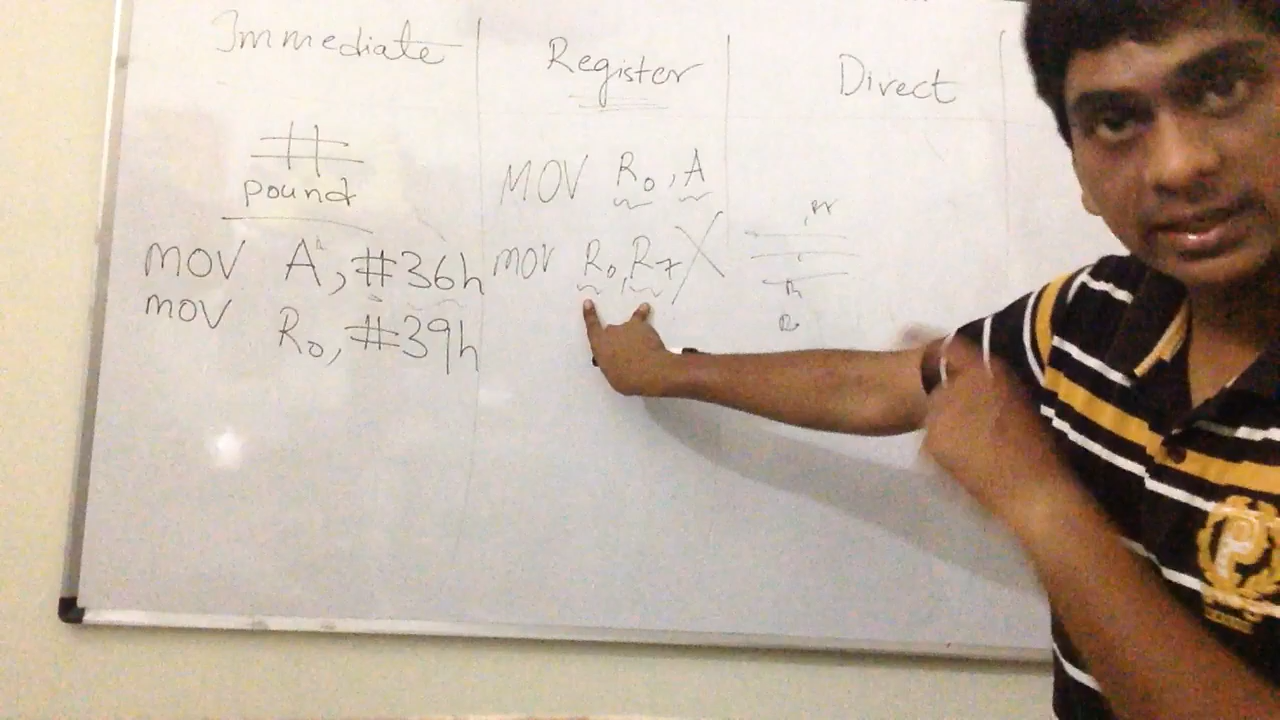 Immediate
#
pound
MOV A, #36h
MOV R0, #39h
Register
MOV R0, A
MOV R0, R7 X
Direct